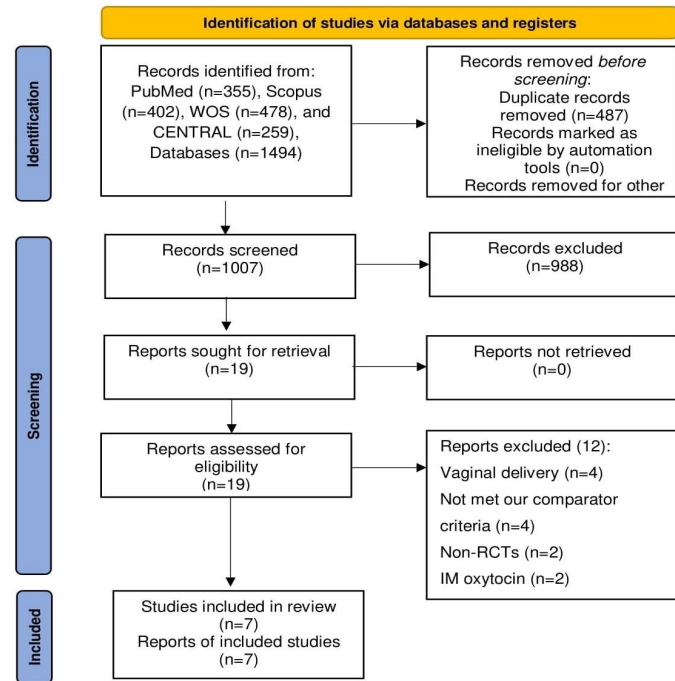 Identification of studies via databases and registers
Identification
Records identified from:
PubMed (n=355), Scopus
(n=402), WOS (n=478), and
CENTRAL (n=259),
Databases (n=1494)
Records removed before
screening:
Duplicate records
removed (n=487)
Records marked as
ineligible by automation
tools (n=0)
Records removed for other
Screening
Records screened
(n=1007)
Records excluded
(n=988)
Reports sought for retrieval
(n=19)
Reports not retrieved
(n=0)
Reports assessed for
eligibility
(n=19)
Reports excluded (12):
Vaginal delivery (n=4)
Not met our comparator
criteria (n=4)
Non-RCTs (n=2)
IM oxytocin (n=2)
Included
Studies included in review
(n=7)
Reports of included studies
(n=7)